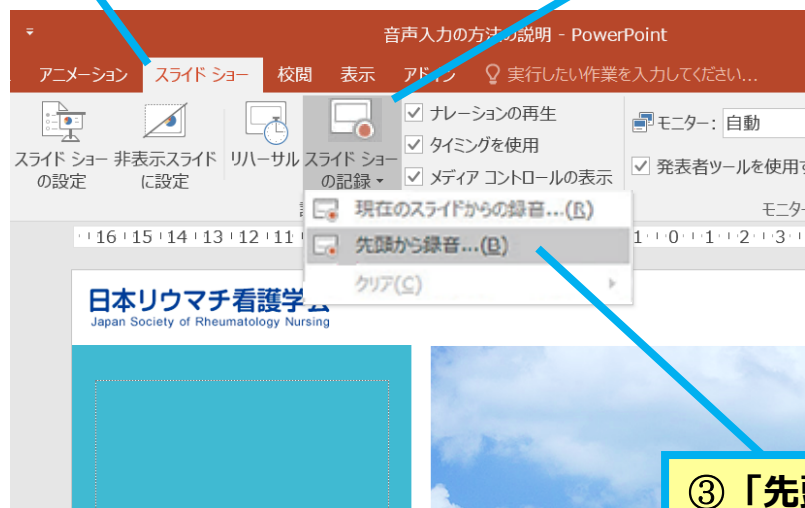 音声入力の方法の説明 - PowerPoint
アニメーション スライド ショー 校閲 表示 アドイン 実行したい作業を入力してください...
スライド ショー
の設定
非表示スライド
に設定
リハーサル
スライド ショー
の記録
ナレーションの再生
タイミングを使用
メディア コントロールの表示
モニター: 自動
発表者ツールを使用
モニタ
現在のスライドからの録音...(R)
先頭から録音...(B)
クリア(C)
16 15 14 13 12 11
1 0 1 2 3
日本リウマチ看護学会
Japan Society of Rheumatology Nursing
③「先頭